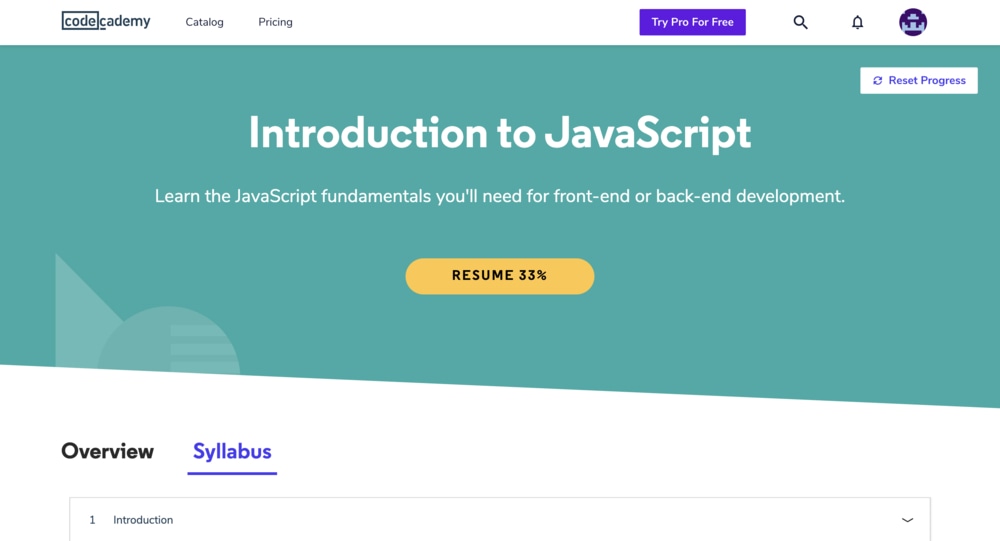 codecademy Catalog Pricing Try Pro For Free
Reset Progress
Introduction to JavaScript
Learn the JavaScript fundamentals you'll need for front-end or back-end development.
RESUME 33%
Overview Syllabus
1 Introduction